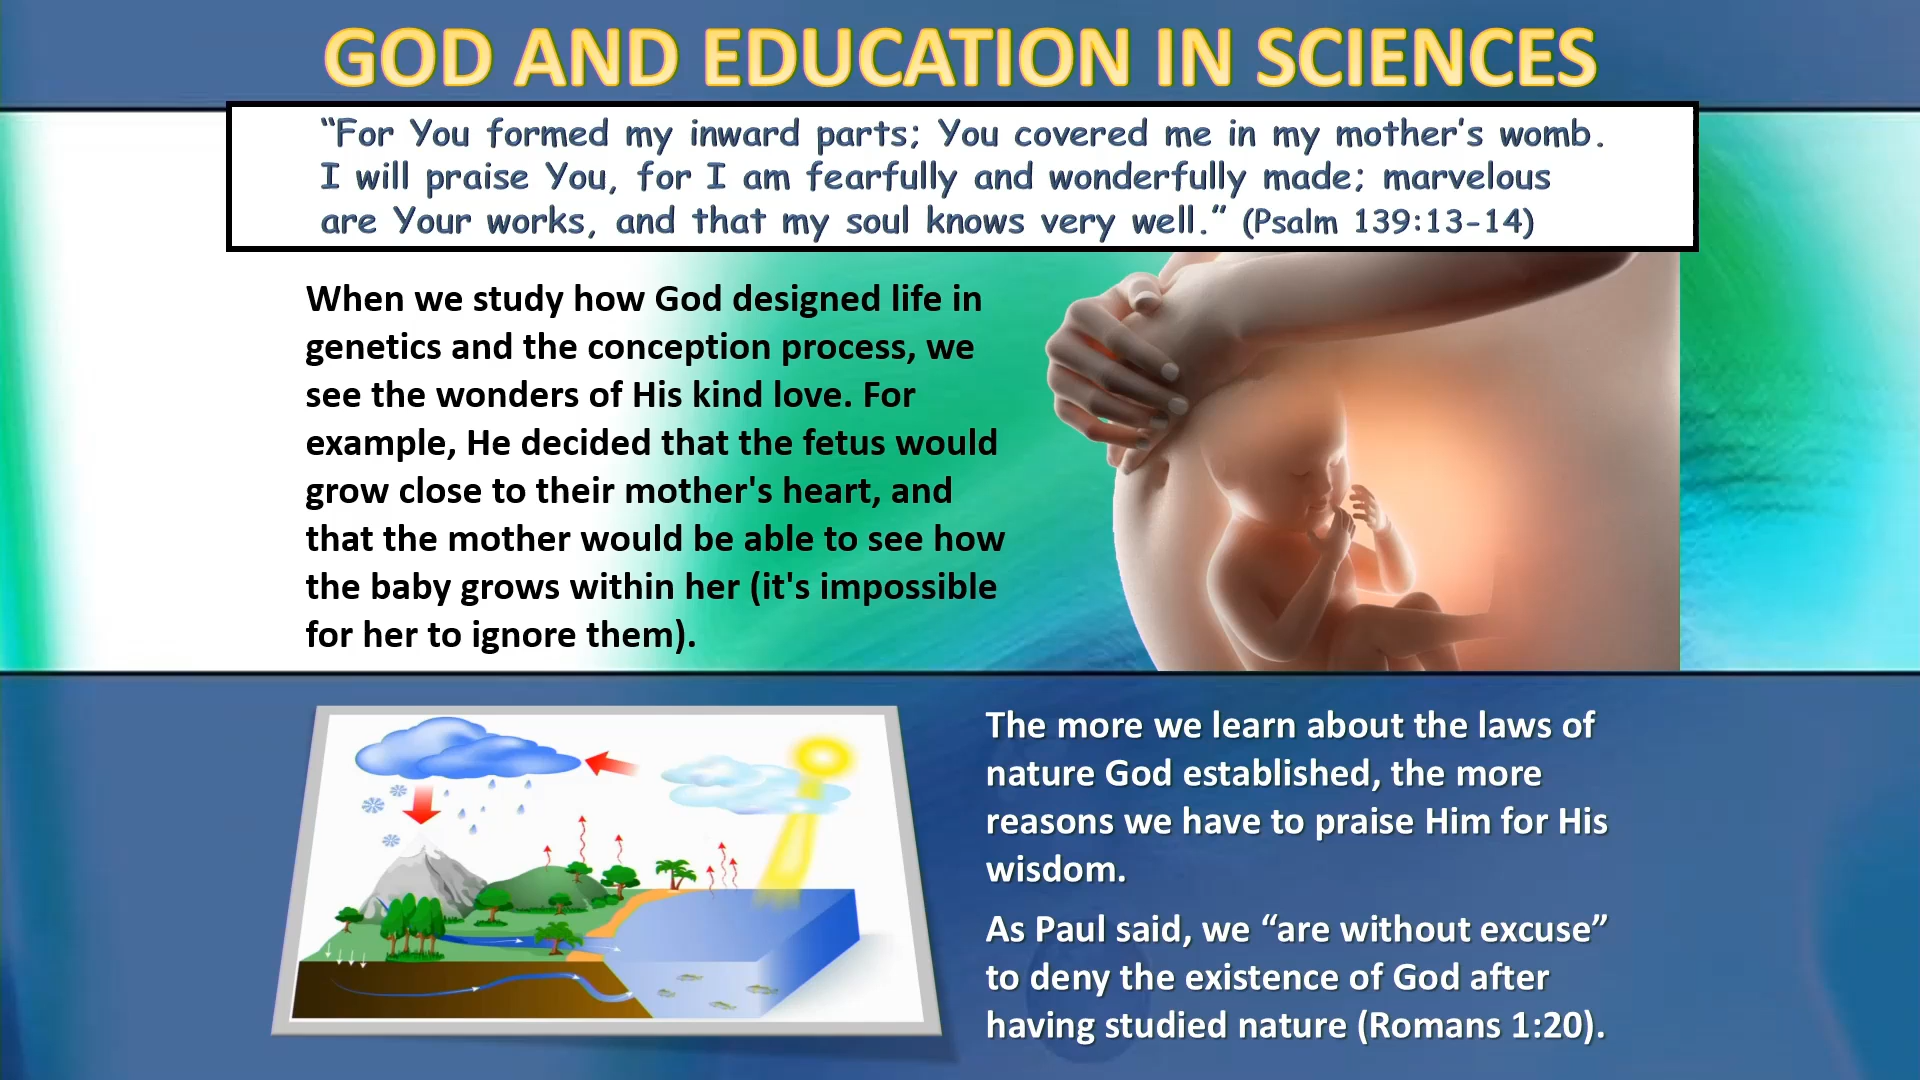 GOD AND EDUCATION IN SCIENCES
“For You formed my inward parts; You covered me in my mother’s womb.
I will praise You, for I am fearfully and wonderfully made; marvelous
are Your works, and that my soul knows very well.” (Psalm 139:13-14)
When we study how God designed life in
genetics and the conception process, we
see the wonders of His kind love. For
example, He decided that the fetus would
grow close to their mother's heart, and
that the mother would be able to see how
the baby grows within her (it's impossible
for her to ignore them).
The more we learn about the laws of
nature God established, the more
reasons we have to praise Him for His
wisdom.
As Paul said, we “are without excuse”
to deny the existence of God after
having studied nature (Romans 1:20).